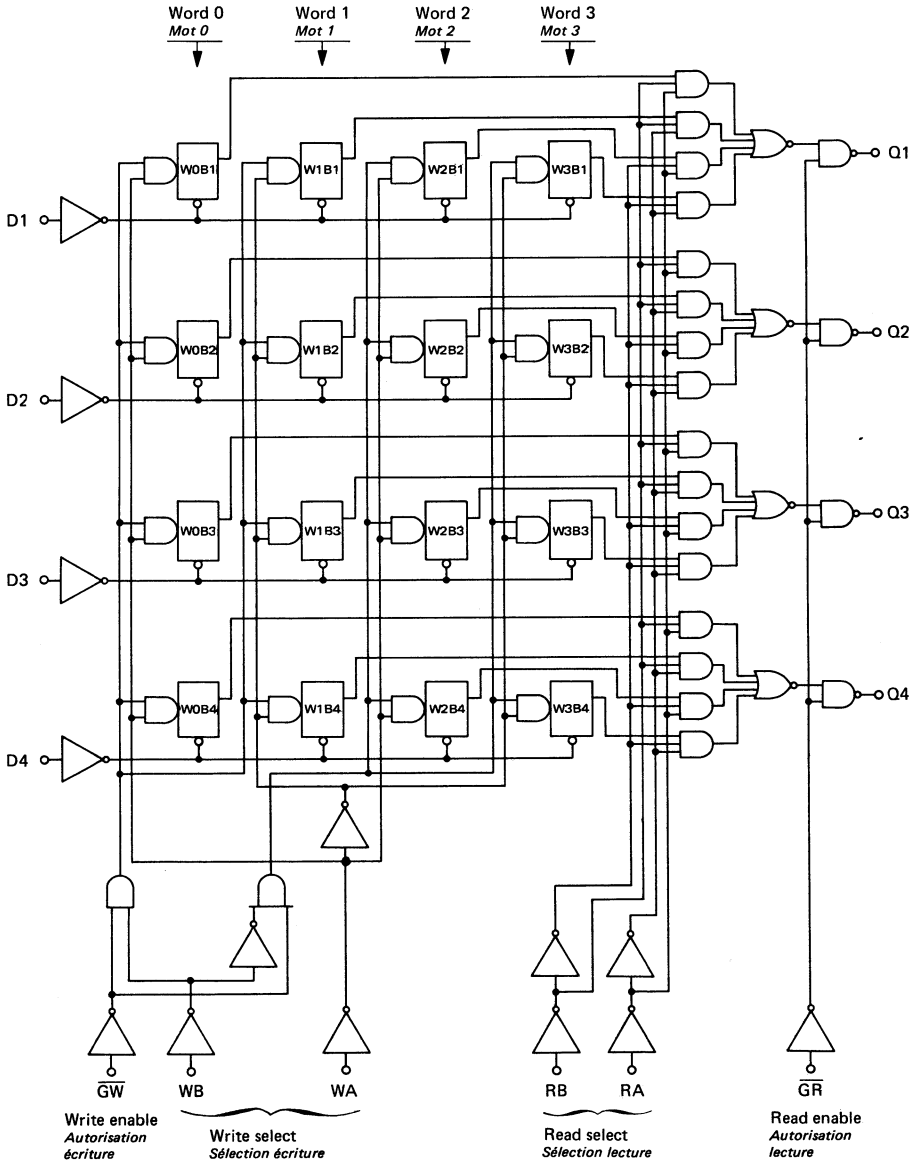 Word 0 Word 1 Word 2 Word 3
Mot 0 Mot 1 Mot 2 Mot 3
W0B1 W1B1 W2B1 W3B1 Q1
D1
W0B2 W1B2 W2B2 W3B2 Q2
D2
W0B3 W1B3 W2B3 W3B3 Q3
D3
W0B4 W1B4 W2B4 W3B4 Q4
D4
G̅W̅ WB WA RB RA G̅R̅
Write enable
Autorisation
écriture
Write select
Sélection écriture
Read select
Sélection lecture
Read enable
Autorisation
lecture